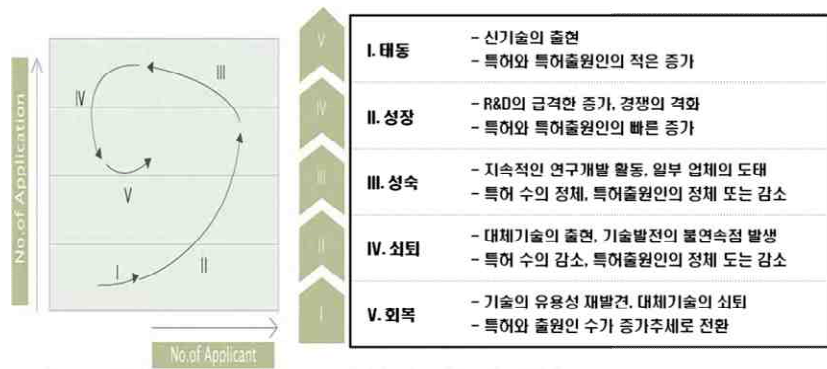 No.of Application
I
II
III
IV
V
No.of Applicant
V
IV
III
II
I
I. 태동
- 신기술의 출현
- 특허와 특허출원인의 적은 증가
II. 성장
- R&D의 급격한 증가, 경쟁의 격화
- 특허와 특허출원인의 빠른 증가
III. 성숙
- 지속적인 연구개발 활동, 일부 업체의 도태
- 특허 수의 정체, 특허출원인의 정체 또는 감소
IV. 쇠퇴
- 대체기술의 출현, 기술발전의 불연속점 발생
- 특허 수의 감소, 특허출원인의 정체 도는 감소
V. 회목
- 기술의 유용성 재발견, 대체기술의 쇠퇴
- 특허와 출원인 수가 증가추세로 전환